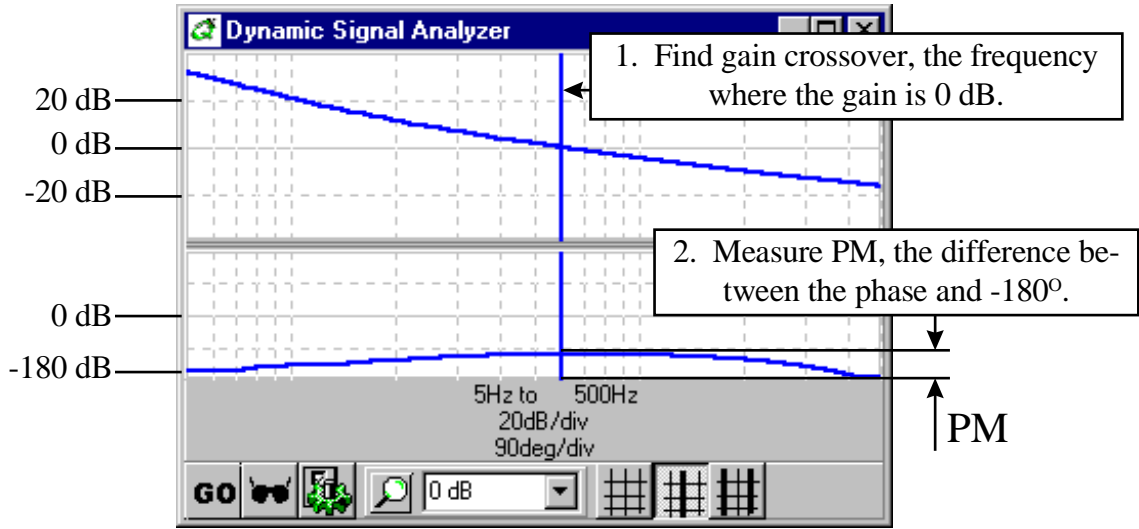 Dynamic Signal Analyzer
1. Find gain crossover, the frequency
where the gain is 0 dB.
20 dB
0 dB
-20 dB
2. Measure PM, the difference be-
tween the phase and -180º.
0 dB
-180 dB
PM
5Hz to 500Hz
20dB/div
90deg/div
GO
0 dB